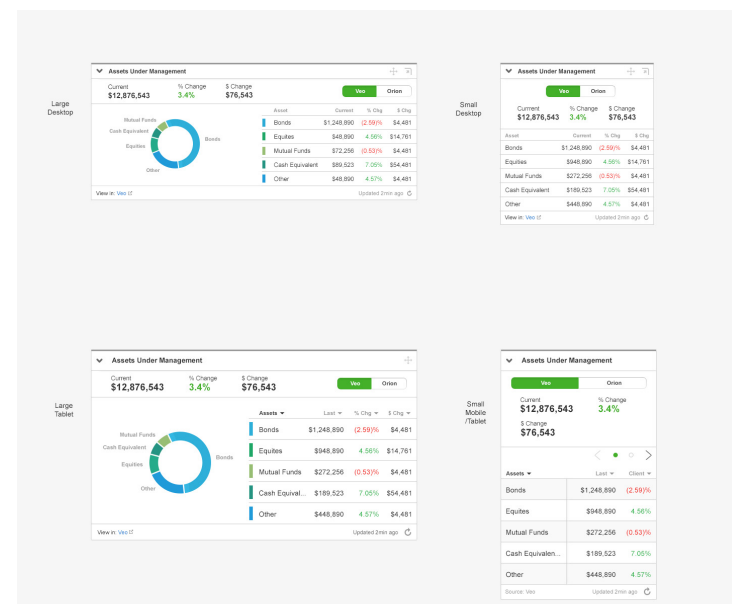 Large
Desktop
Assets Under Management
Current % Change $ Change
$12,876,543 3.4% $76,543
Veo Orion
Mutual Funds
Cash Equivalent
Equities
Other
Bonds
Asset Current % Chg $ Chg
Bonds $1,248,890 (2.59)% $4,481
Equites $48,890 4.56% $14,761
Mutual Funds $72,256 (0.53)% $4,481
Cash Equivalent $89,523 7.05% $54,481
Other $48,890 4.57% $4,481
View in: Veo
Updated 2min ago
Small
Desktop
Assets Under Management
Veo Orion
Current % Change $ Change
$12,876,543 3.4% $76,543
Asset Current % Chg $ Chg
Bonds $1,248,890 (2.59)% $4,481
Equities $948,890 4.56% $14,761
Mutual Funds $272,256 (0.53)% $4,481
Cash Equivalent $189,523 7.05% $54,481
Other $448,890 4.57% $4,481
View in: Veo
Updated 2min ago
Large
Tablet
Assets Under Management
Current % Change $ Change
$12,876,543 3.4% $76,543
Veo Orion
Mutual Funds
Cash Equivalent
Equities
Other
Bonds
Assets Last % Chg $ Chg
Bonds $1,248,890 (2.59)% $4,481
Equites $948,890 4.56% $14,761
Mutual Funds $272,256 (0.53)% $4,481
Cash Equival... $189,523 7.05% $54,481
Other $448,890 4.57% $4,481
View in: Veo
Updated 2min ago
Small
Mobile
/Tablet
Assets Under Management
Veo Orion
Current % Change
$12,876,543 3.4%
$ Change
$76,543
Assets Last Client
Bonds $1,248,890 (2.59)%
Equites $948,890 4.56%
Mutual Funds $272,256 (0.53)%
Cash Equivalen... $189,523 7.05%
Other $448,890 4.57%
Source: Veo
Updated 2min ago